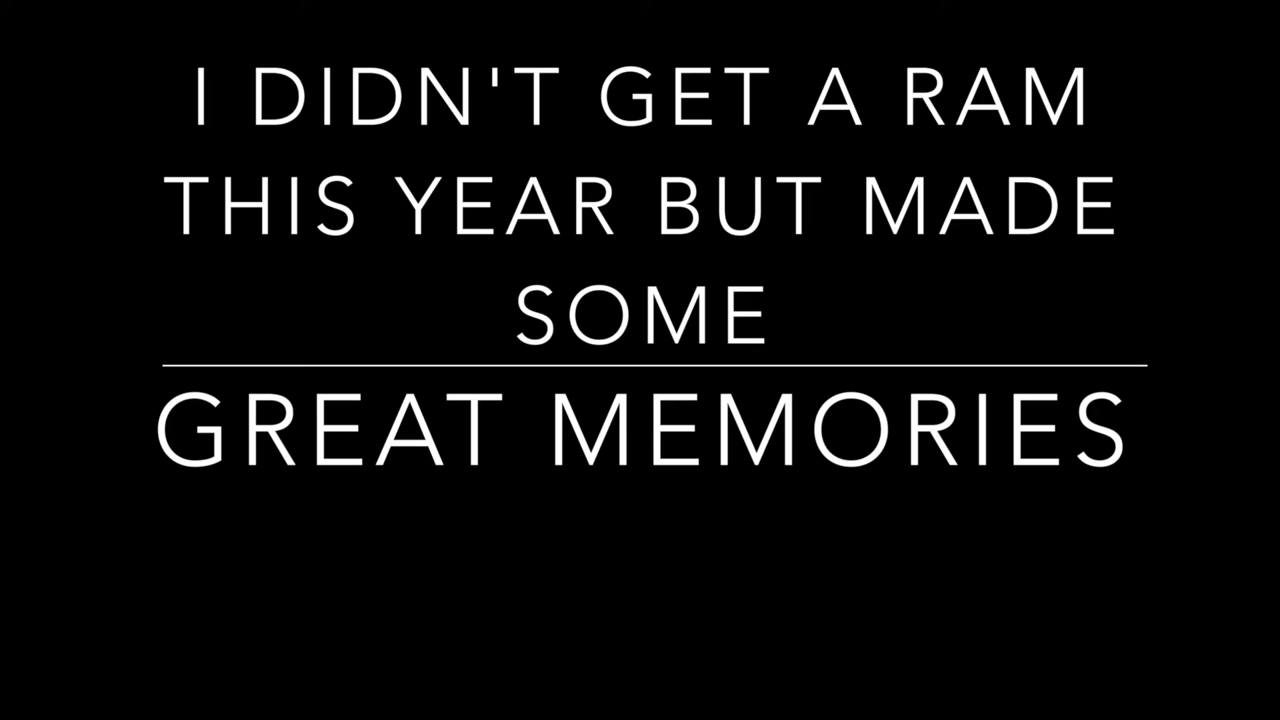 I DIDN'T GET A RAM
THIS YEAR BUT MADE
SOME
GREAT MEMORIES